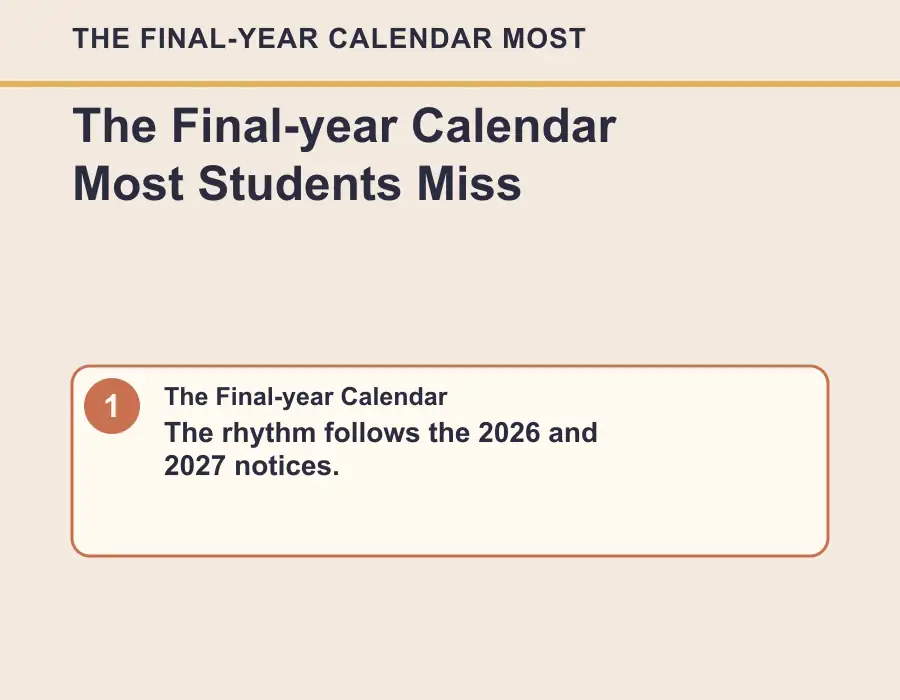 THE FINAL-YEAR CALENDAR MOST
The Final-year Calendar
Most Students Miss
1
The Final-year Calendar
The rhythm follows the 2026 and
2027 notices.